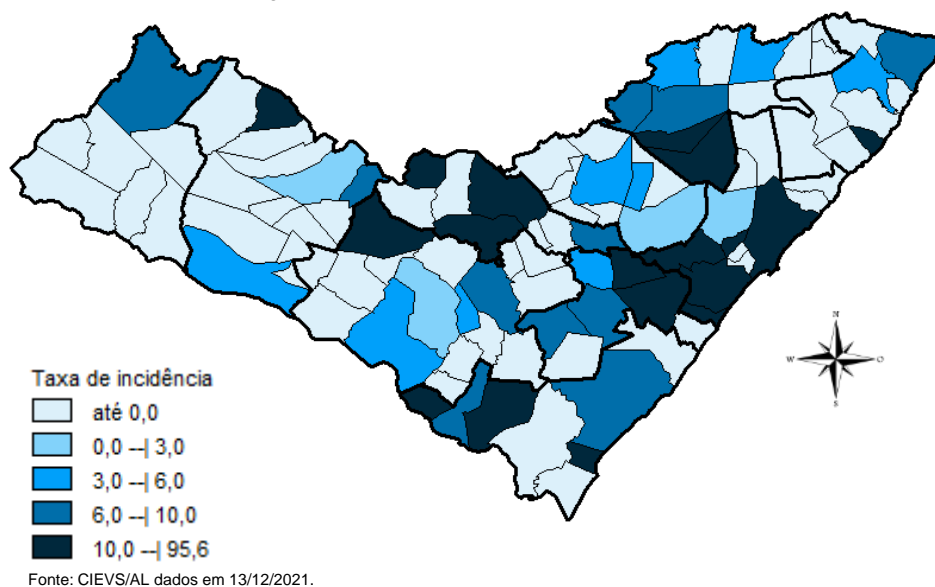 N
W
O
S
Taxa de incidência
até 0,0
0,0 --| 3,0
3,0 --| 6,0
6,0 --| 10,0
10,0 --| 95,6
Fonte: CIEVS/AL dados em 13/12/2021.